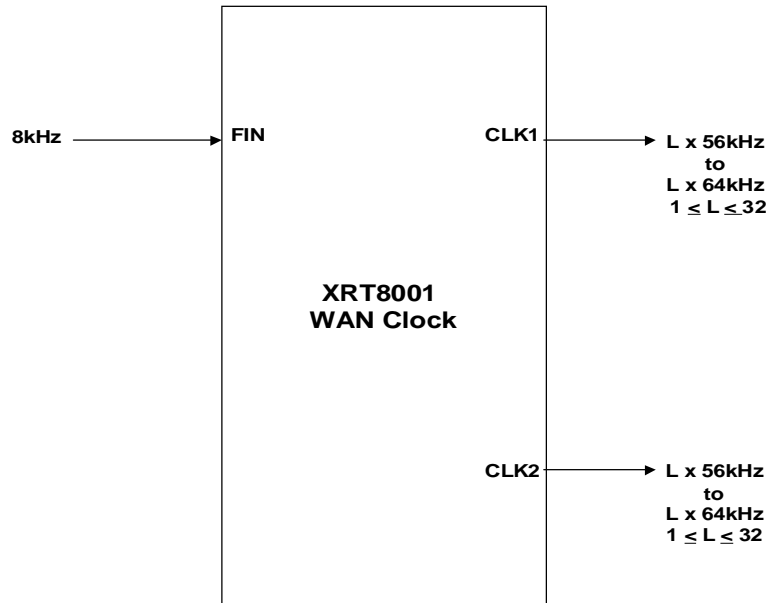 8kHz
FIN
CLK1
L x 56kHz
to
L x 64kHz
1 ≤ L ≤ 32
XRT8001
WAN Clock
CLK2
L x 56kHz
to
L x 64kHz
1 ≤ L ≤ 32